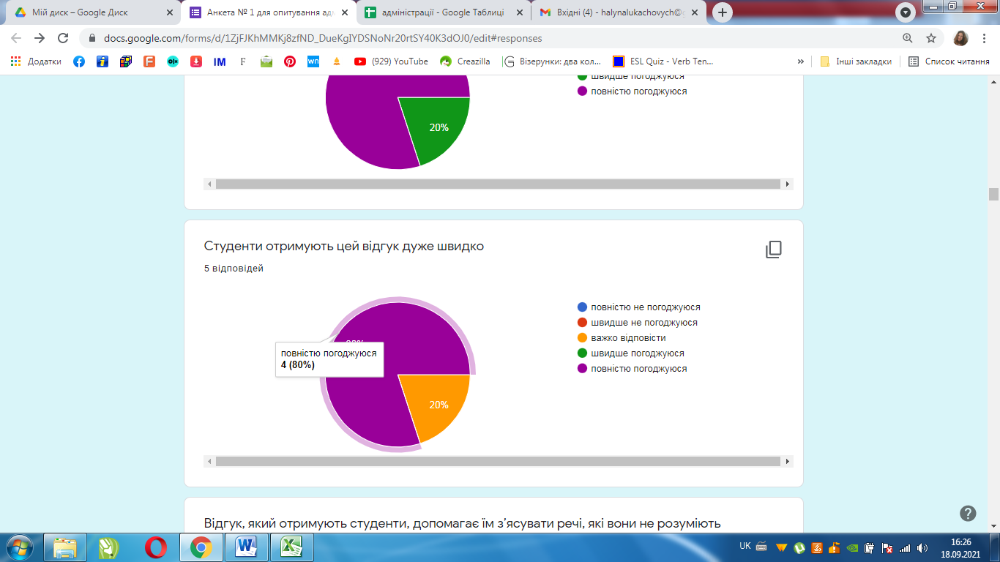 Мій диск – Google Диск
Анкета № 1 для опитування адм
адміністрації - Google Таблиці
Вхідні (4) - halynalukachovych@g
docs.google.com/forms/d/1ZjFJKhMMKj8zfND_DueKgIYDSNoNr20rtSY40K3dOJ0/edit#responses
Додатки
IM
F
wn
(929) YouTube
Creazilla
Візерунки: два кол...
ESL Quiz - Verb Ten...
»
Інші закладки
Список читання
швидше погоджуюся
повністю погоджуюся
20%
Студенти отримують цей відгук дуже швидко
5 відповідей
повністю не погоджуюся
швидше не погоджуюся
важко відповісти
швидше погоджуюся
повністю погоджуюся
повністю погоджуюся
4 (80%)
20%
Відгук, який отримують студенти, допомагає їм з’ясувати речі, які вони не розуміють
UK
16:26
18.09.2021